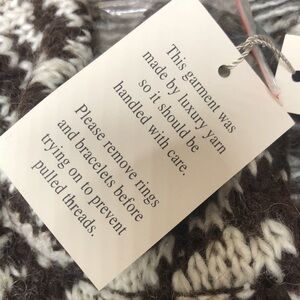 This garment was
made by luxury yarn
so it should be
handled with care.
Please remove rings
and bracelets before
trying on to prevent
pulled threads.